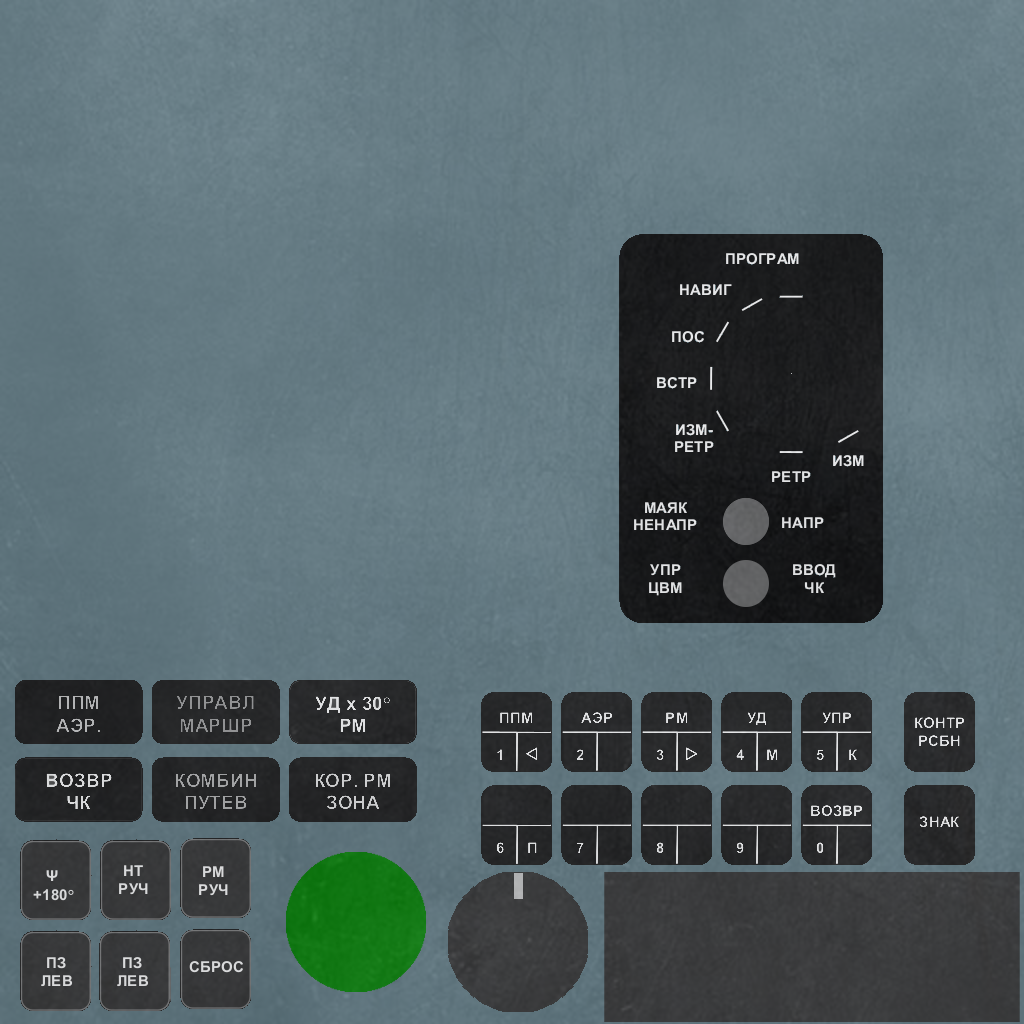 ПРОГРАМ
НАВИГ
ПОС
ВСТР
ИЗМ-
РЕТР
ИЗМ
РЕТР
МАЯК
НЕНАПР
НАПР
УПР
ЦВМ
ВВОД
ЧК
ППМ
АЭР.
УПРАВЛ
МАРШР
УД х 30°
РМ
ВОЗВР
ЧК
КОМБИН
ПУТЕВ
КОР. РМ
ЗОНА
ППМ
1 ◁
АЭР
2
РМ
3 ▷
УД
4 М
УПР
5 К
КОНТР
РСБН
6 П
7
8
9
ВОЗВР
0
ЗНАК
Ψ
+180°
НТ
РУЧ
РМ
РУЧ
ПЗ
ЛЕВ
ПЗ
ЛЕВ
СБРОС